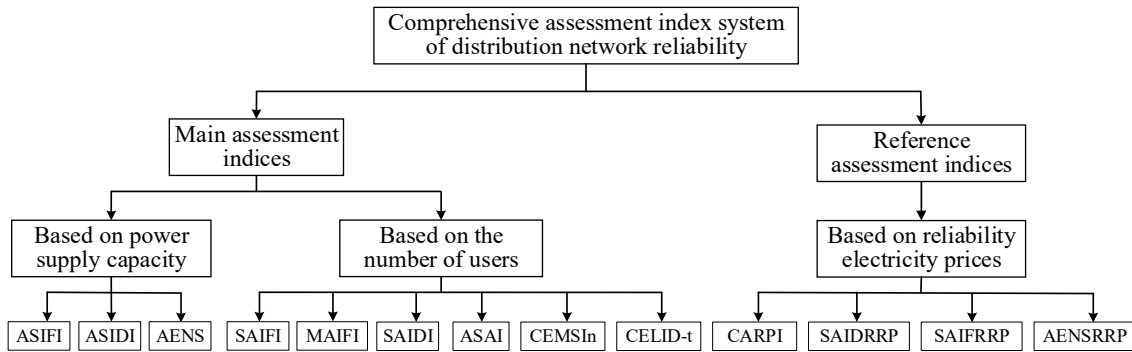 Comprehensive assessment index system
of distribution network reliability
Main assessment
indices
Reference
assessment indices
Based on power
supply capacity
Based on the
number of users
Based on reliability
electricity prices
ASIFI
ASIDI
AENS
SAIFI
MAIFI
SAIDI
ASAI
CEMSIn
CELID-t
CARPI
SAIDRRP
SAIFRRP
AENSRRP